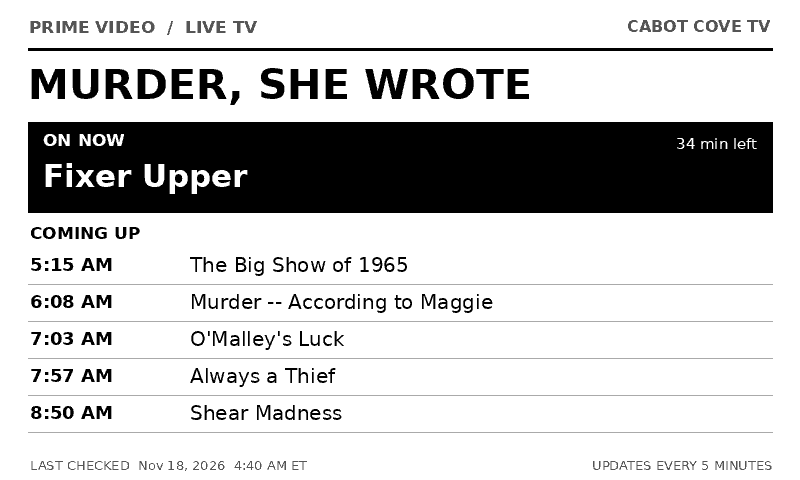 PRIME VIDEO / LIVE TV
CABOT COVE TV
MURDER, SHE WROTE
ON NOW
34 min left
Fixer Upper
COMING UP
5:15 AM The Big Show of 1965
6:08 AM Murder -- According to Maggie
7:03 AM O'Malley's Luck
7:57 AM Always a Thief
8:50 AM Shear Madness
LAST CHECKED Nov 18, 2026 4:40 AM ET
UPDATES EVERY 5 MINUTES